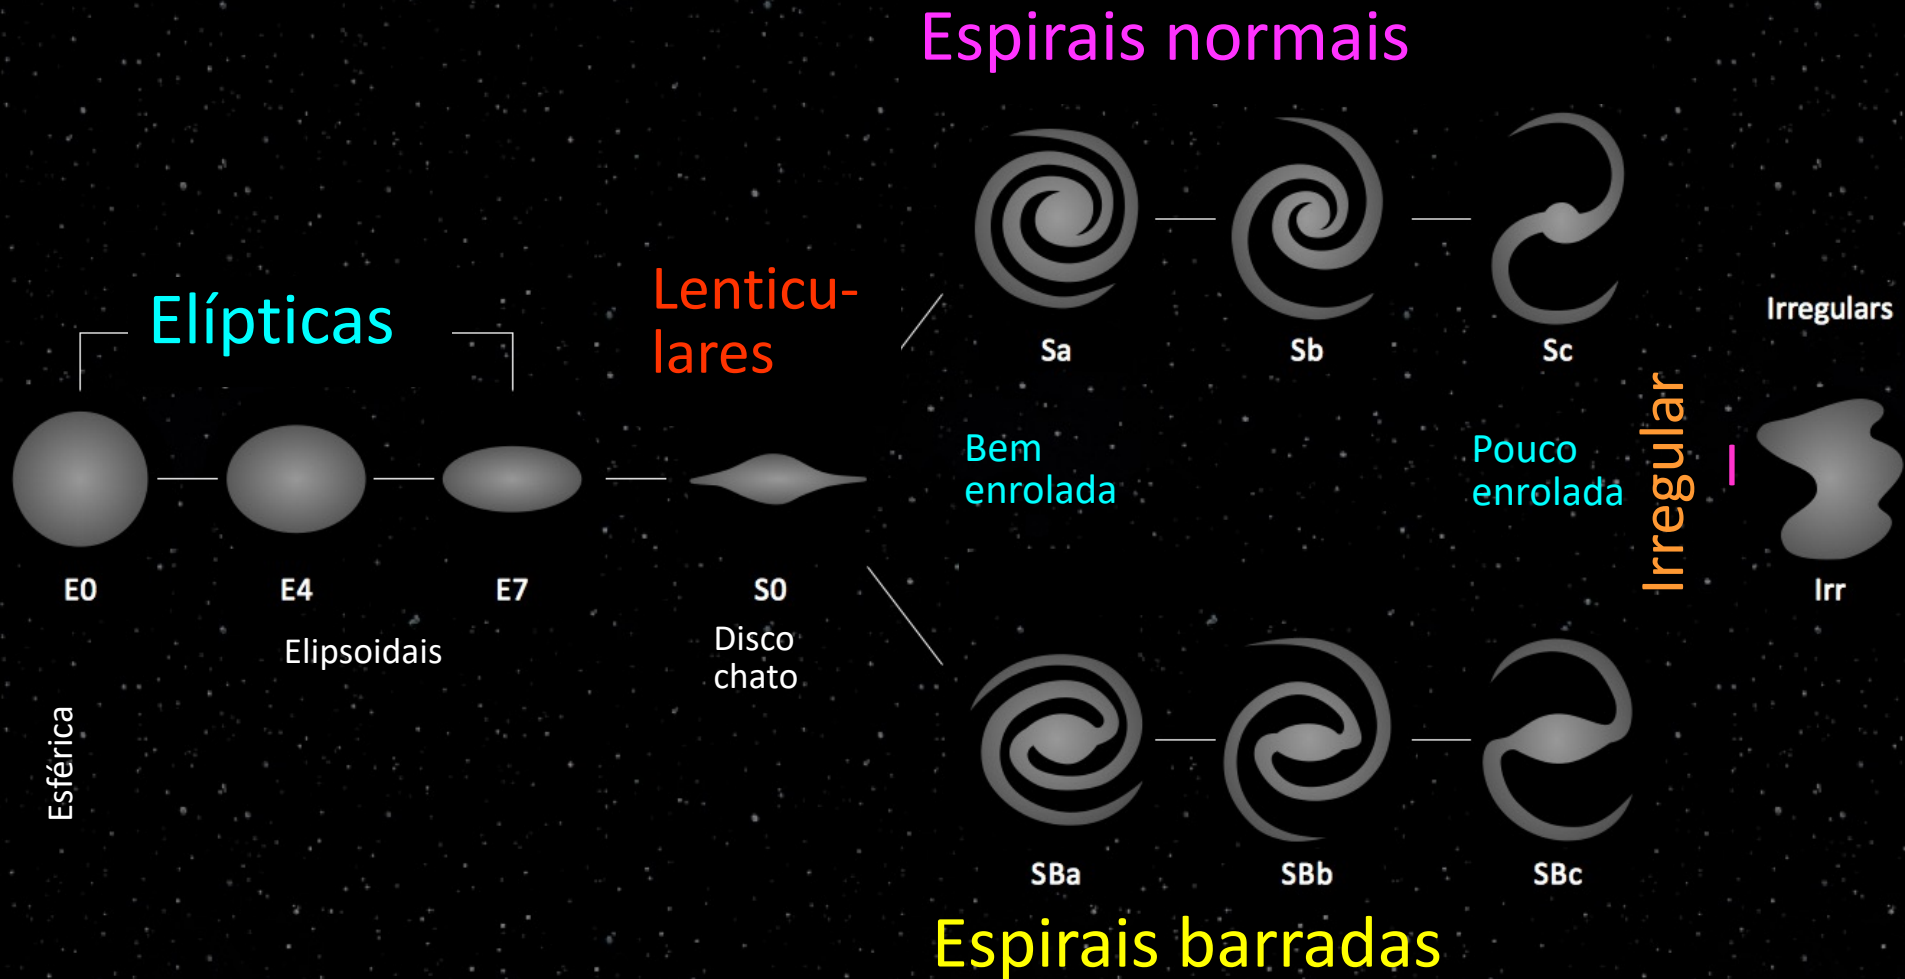 Espirais normais
Elípticas
Lenticu-
lares
Sa
Sb
Sc
Irregulars
Bem
enrolada
Pouco
enrolada
Irregular
E0
E4
E7
S0
Irr
Elipsoidais
Disco
chato
Esférica
SBa
SBb
SBc
Espirais barradas